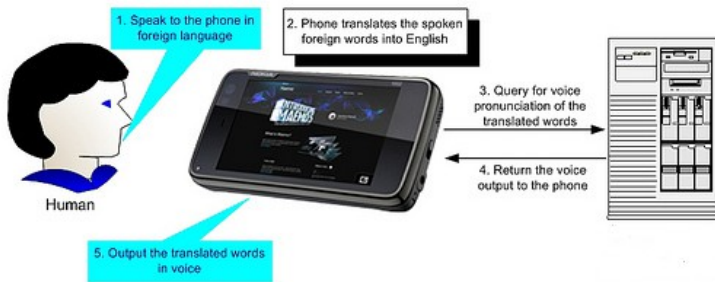 1. Speak to the phone in
foreign language
2. Phone translates the spoken
foreign words into English
3. Query for voice
pronunciation of the
translated words
4. Return the voice
output to the phone
Human
5. Output the translated words
in voice